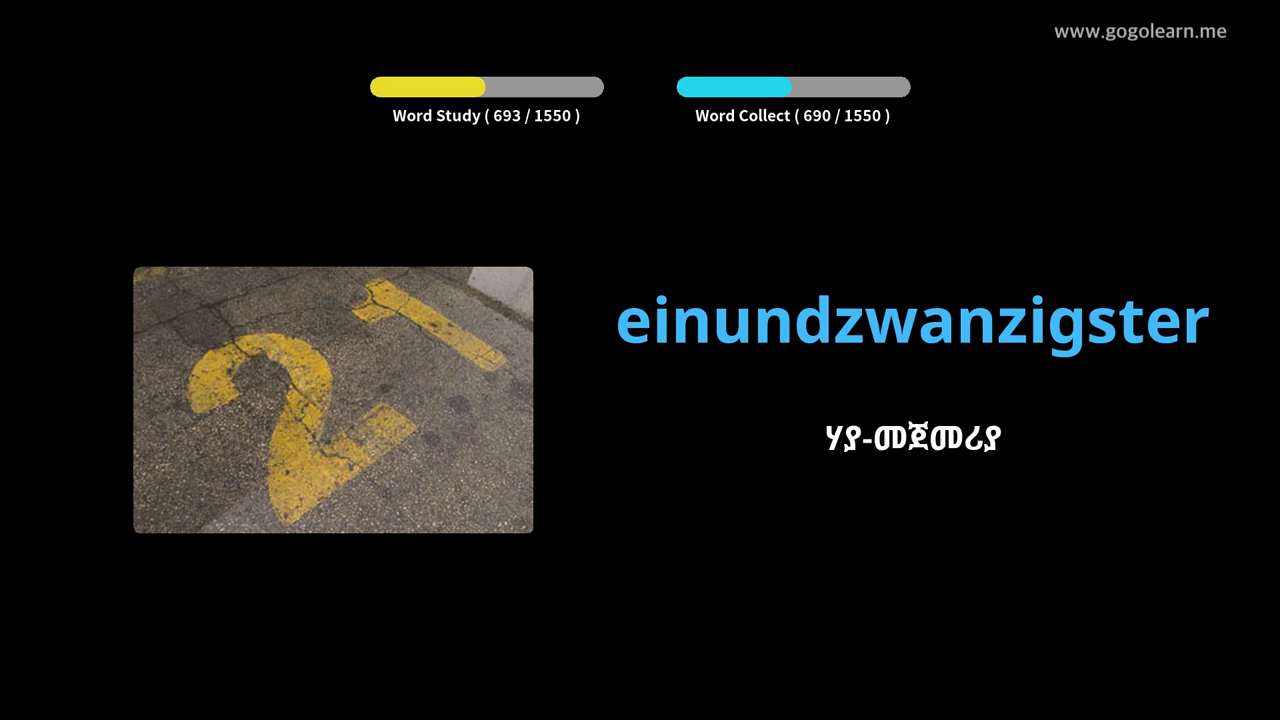 www.gogolearn.me
Word Study ( 693 / 1550 )
Word Collect ( 690 / 1550 )
21
einundzwanzigster
ሃያ-መጀመሪያ